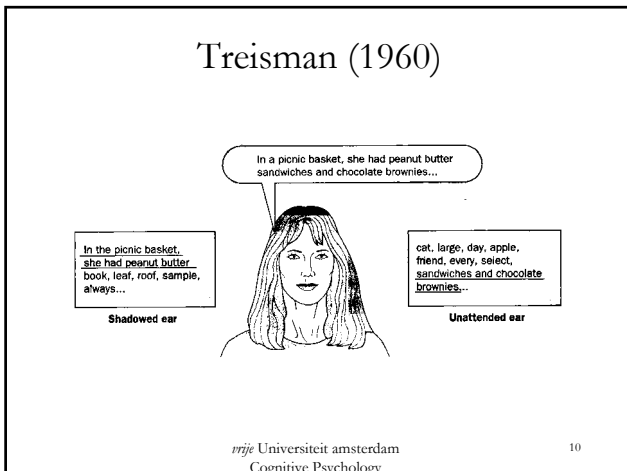 Treisman (1960)
In a picnic basket, she had peanut butter
sandwiches and chocolate brownies...
In the picnic basket,
she had peanut butter
book, leaf, roof, sample,
always...
Shadowed ear
cat, large, day, apple,
friend, every, select,
sandwiches and chocolate
brownies...
Unattended ear
vrije Universiteit amsterdam
Cognitive Psychology
10